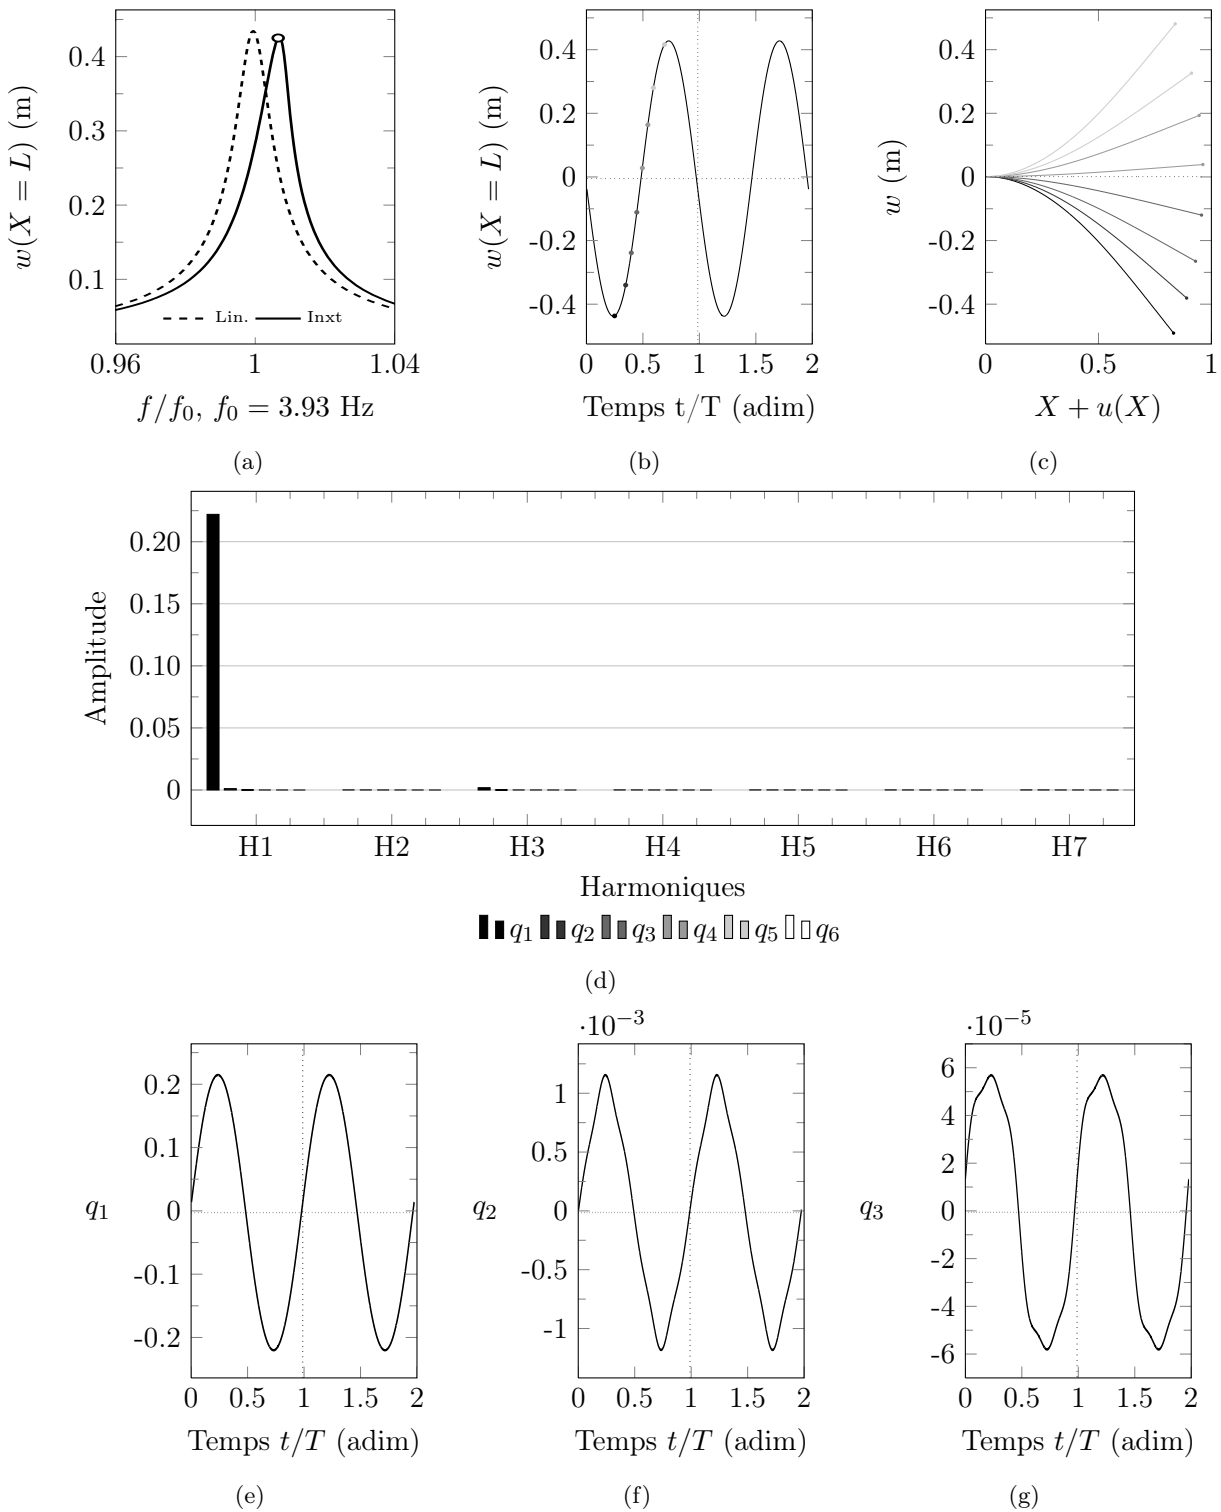 w(X = L) (m)
0.4
0.3
0.2
0.1
Lin.
Inxt
0.96
1
1.04
f/f₀, f₀ = 3.93 Hz
(a)
w(X = L) (m)
0.4
0.2
0
-0.2
-0.4
0
0.5
1
1.5
2
Temps t/T (adim)
(b)
w (m)
0.4
0.2
0
-0.2
-0.4
0
0.5
1
X + u(X)
(c)
Amplitude
0.20
0.15
0.10
0.05
0
H1 H2 H3 H4 H5 H6 H7
Harmoniques
q₁ q₂ q₃ q₄ q₅ q₆
(d)
q₁
0.2
0.1
0
-0.1
-0.2
0 0.5 1 1.5 2
Temps t/T (adim)
(e)
·10⁻³
q₂
1
0.5
0
-0.5
-1
0 0.5 1 1.5 2
Temps t/T (adim)
(f)
·10⁻⁵
q₃
6
4
2
0
-2
-4
-6
0 0.5 1 1.5 2
Temps t/T (adim)
(g)